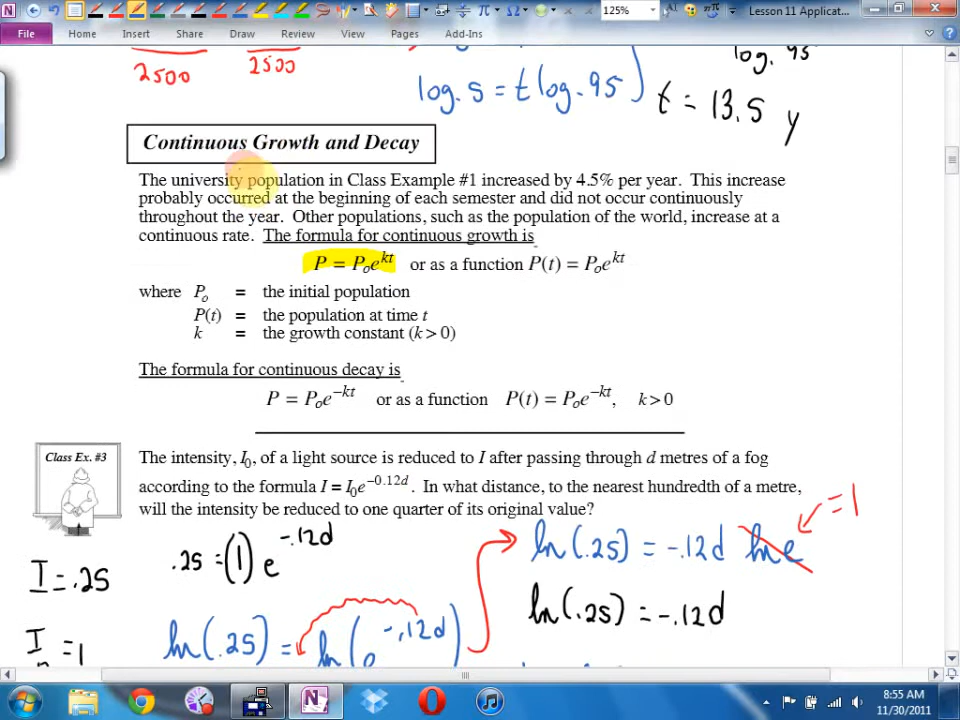 125%
Lesson 11 Applicat...
File Home Insert Share Draw Review View Pages Add-Ins
2500 2500
log.5 = t log.95
log.95
t = 13.5 y
Continuous Growth and Decay
The university population in Class Example #1 increased by 4.5% per year. This increase
probably occurred at the beginning of each semester and did not occur continuously
throughout the year. Other populations, such as the population of the world, increase at a
continuous rate. The formula for continuous growth is
P = P₀e^{kt} or as a function P(t) = P₀e^{kt}
where P₀ = the initial population
P(t) = the population at time t
k = the growth constant (k > 0)
The formula for continuous decay is
P = P₀e^{−kt} or as a function P(t) = P₀e^{−kt}, k > 0
Class Ex. #3
The intensity, I₀, of a light source is reduced to I after passing through d metres of a fog
according to the formula I = I₀e^{−0.12d}. In what distance, to the nearest hundredth of a metre,
will the intensity be reduced to one quarter of its original value?
I = .25
.25 = (1) e^{-.12d}
ln(.25) = -.12d ln e = 1
ln(.25) = -.12d
I = 1
ln(.25) = ln(e^{-.12d})
8:55 AM
11/30/2011